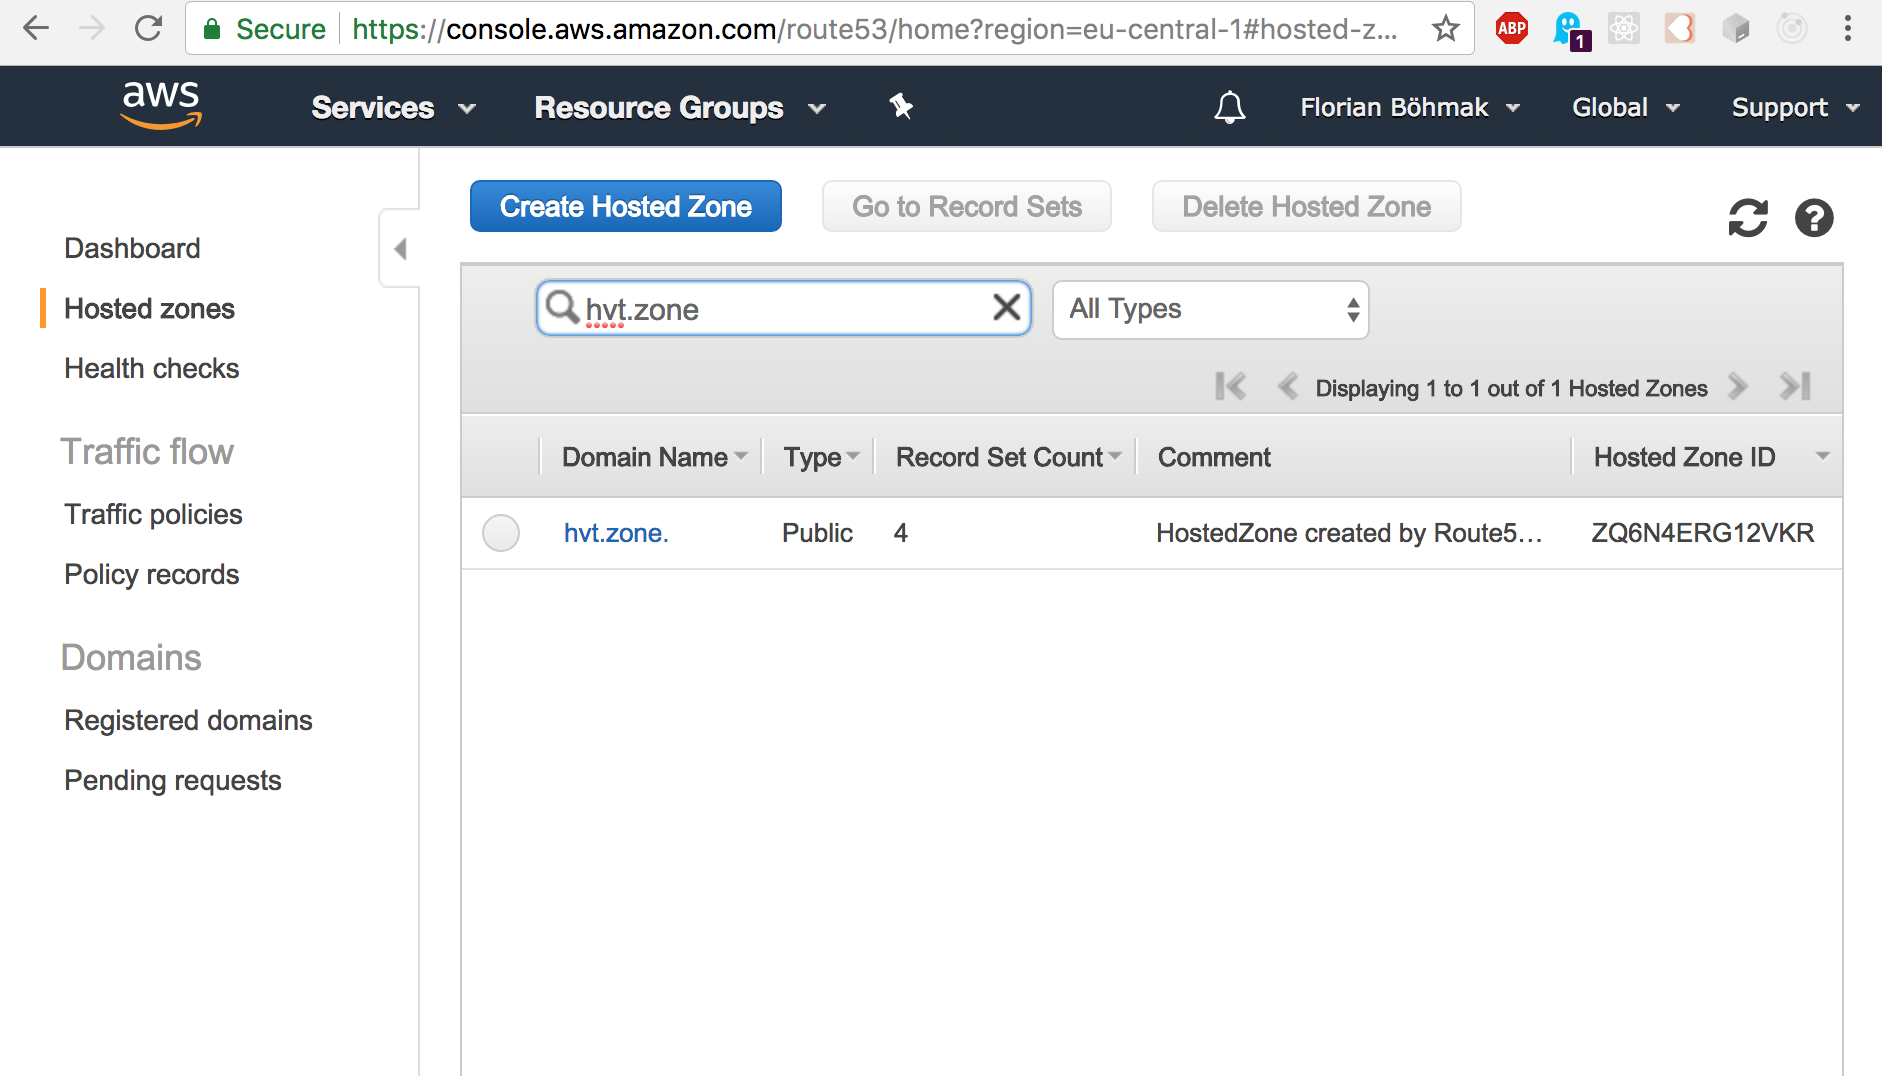 Secure https://console.aws.amazon.com/route53/home?region=eu-central-1#hosted-z... ABP 1
aws Services Resource Groups Florian Böhmak Global Support
Create Hosted Zone Go to Record Sets Delete Hosted Zone ?
Dashboard
Hosted zones
Health checks
Traffic flow
Traffic policies
Policy records
Domains
Registered domains
Pending requests
hvt.zone All Types
Displaying 1 to 1 out of 1 Hosted Zones
Domain Name Type Record Set Count Comment Hosted Zone ID
hvt.zone. Public 4 HostedZone created by Route5... ZQ6N4ERG12VKR